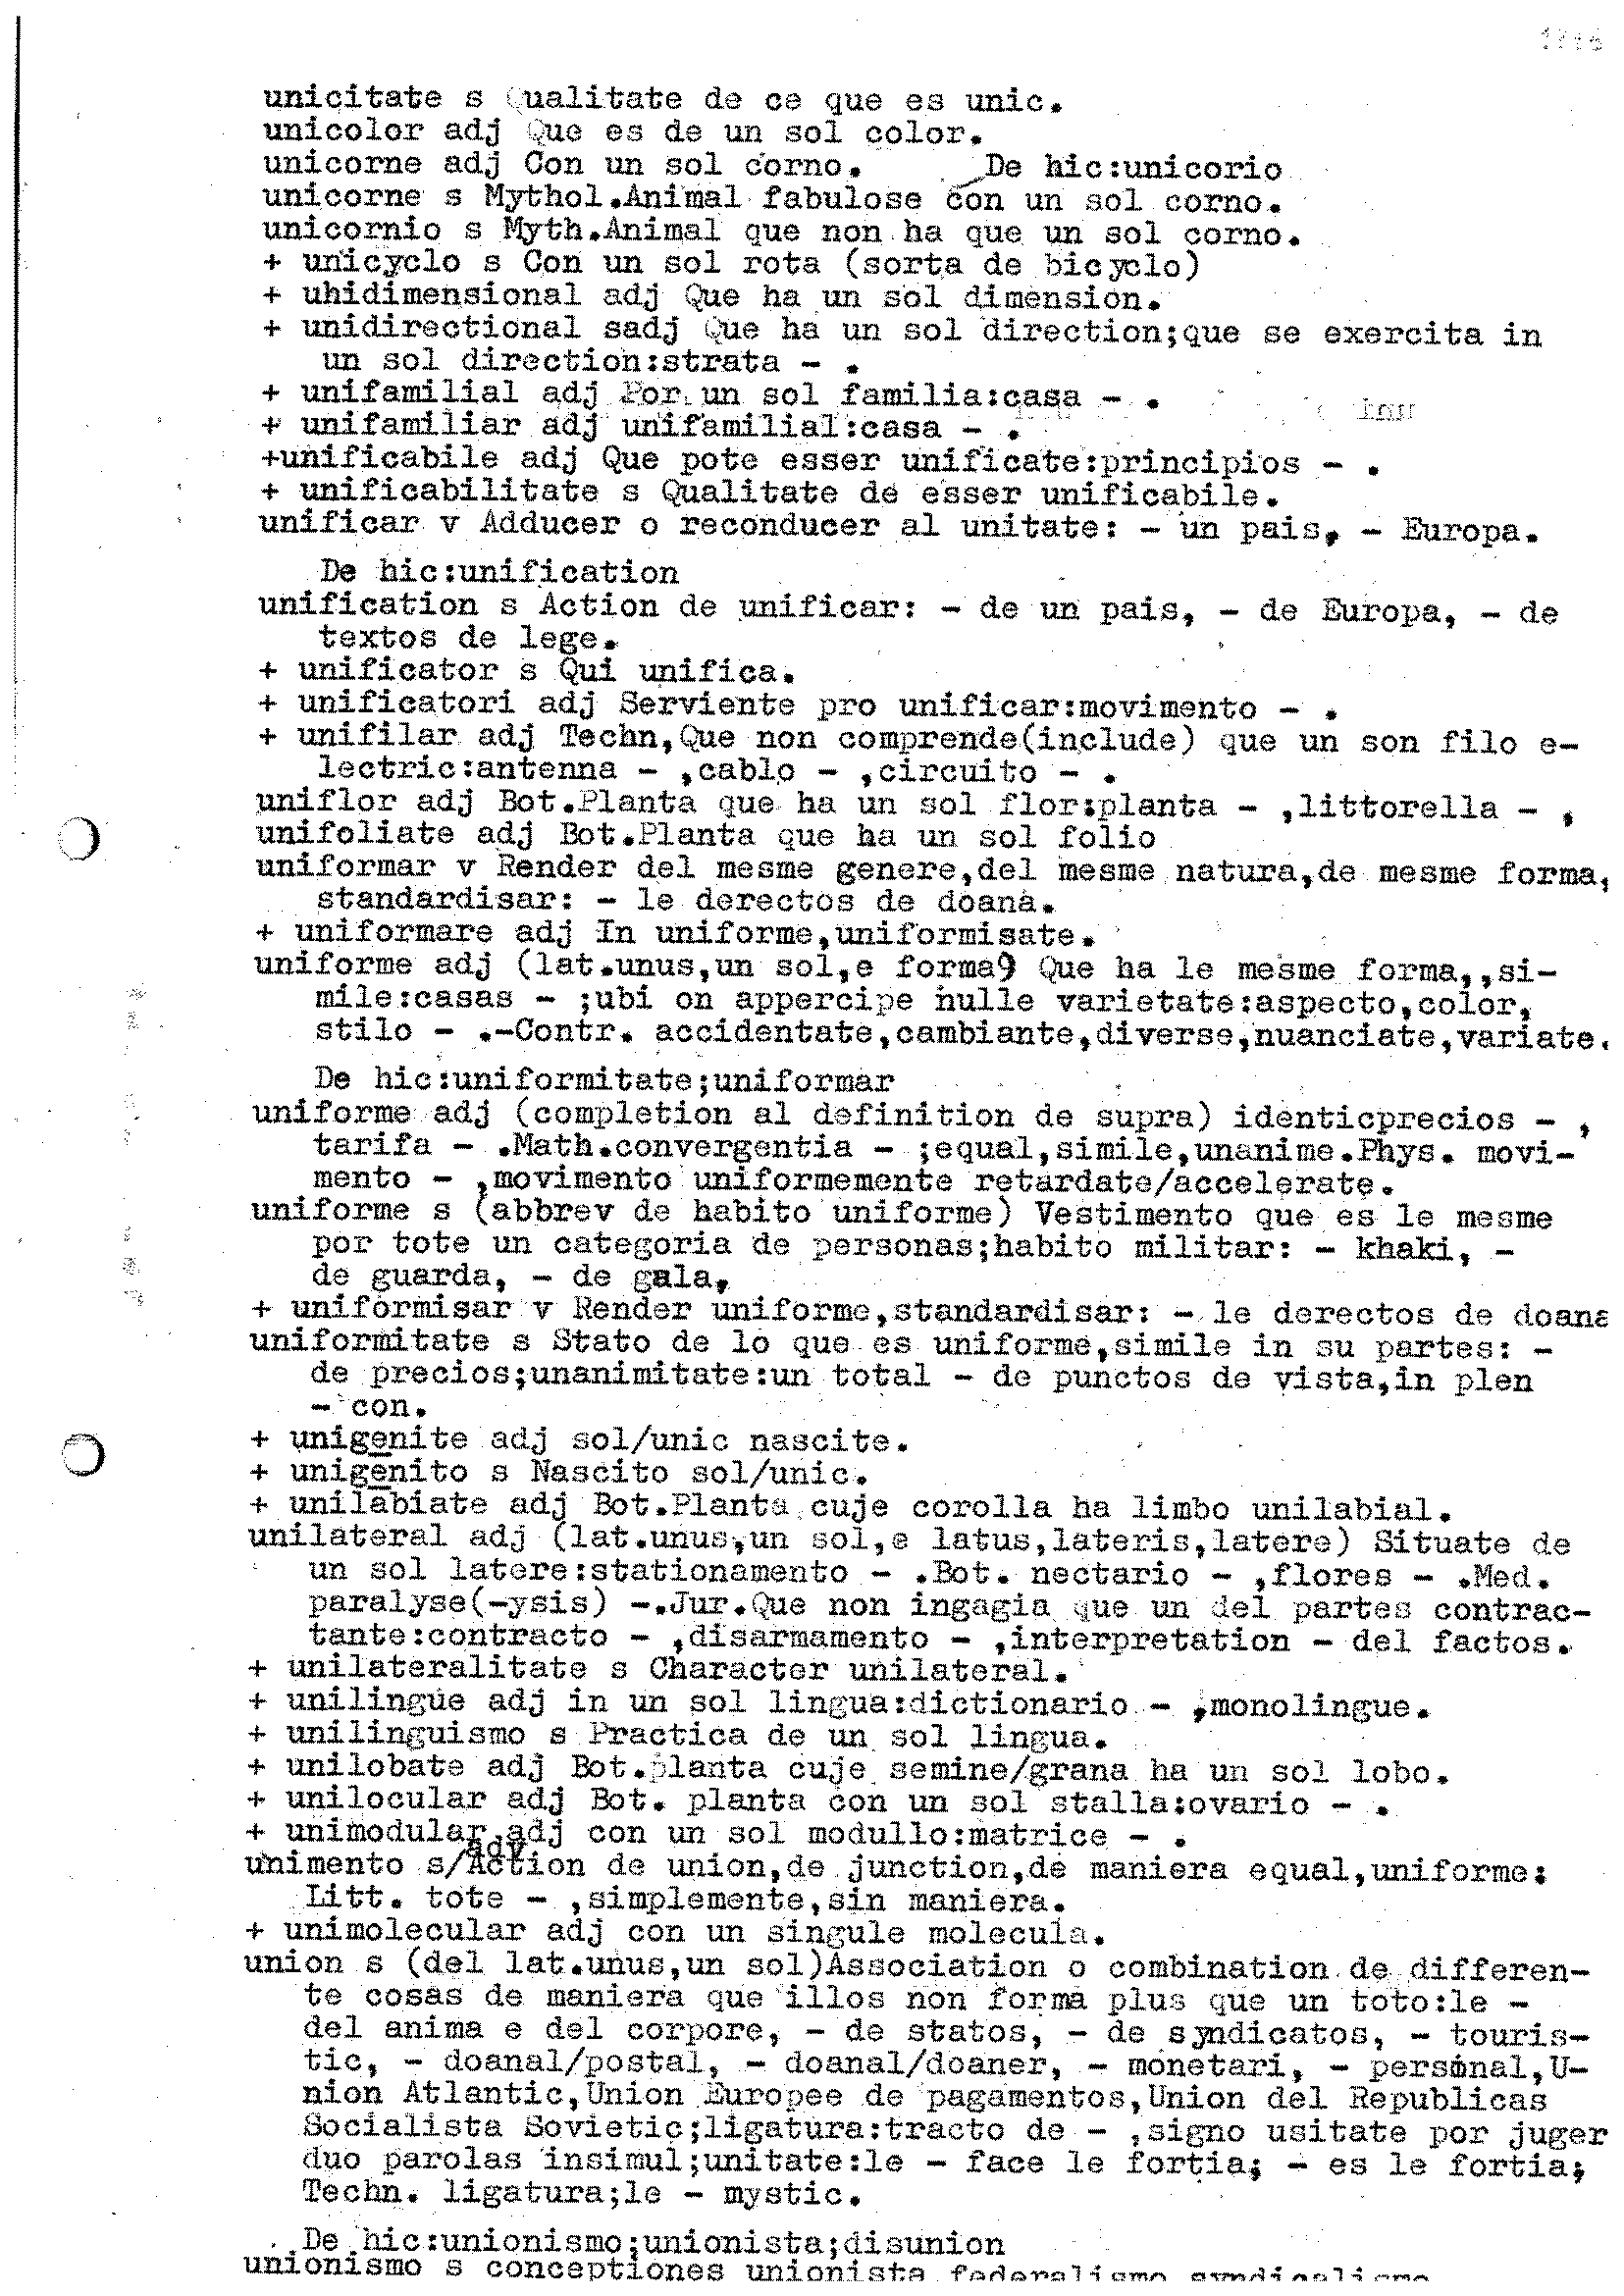 unicitate s Qualitate de ce que es unic.
unicolor adj Que es de un sol color.
unicorne adj Con un sol corno. De hic:unicorio
unicorne s Mythol.Animal fabulose con un sol corno.
unicornio s Myth.Animal que non ha que un sol corno.
+ unicyclo s Con un sol rota (sorta de bicyclo)
+ uhidimensional adj Que ha un sol dimension.
+ unidirectional sadj Que ha un sol direction;que se exercita in
un sol direction:strata - .
+ unifamilial adj Por un sol familia:casa - .
+ unifamiliar adj unifamilial:casa - .
+unificabile adj Que pote esser unificate:principios - .
+ unificabilitate s Qualitate de esser unificabile.
unificar v Adducer o reconducer al unitate: - un pais, - Europa.
De hic:unification
unification s Action de unificar: - de un pais, - de Europa, - de
textos de lege.
+ unificator s Qui unifica.
+ unificatori adj Serviente pro unificar:movimento - .
+ unifilar adj Techn,Que non comprende(include) que un son filo e-
lectric:antenna - ,cablo - ,circuito - .
uniflor adj Bot.Planta que ha un sol flor:planta - ,littorella - ,
unifoliate adj Bot.Planta que ha un sol folio
uniformar v Render del mesme genere,del mesme natura,de mesme forma,
standardisar: - le derectos de doana.
+ uniformare adj In uniforme,uniformisate.
uniforme adj (lat.unus,un sol,e forma9 Que ha le mesme forma,,si-
mile:casas - ;ubi on appercipe nulle varietate:aspecto,color,
stilo - .-Contr. accidentate,cambiante,diverse,nuanciate,variate.
De hic:uniformitate;uniformar
uniforme adj (completion al definition de supra) identicprecios - ,
tarifa - .Math.convergentia - ;equal,simile,unanime.Phys. movi-
mento - ,movimento uniformemente retardate/accelerate.
uniforme s (abbrev de habito uniforme) Vestimento que es le mesme
por tote un categoria de personas;habito militar: - khaki, -
de guarda, - de gala,
+ uniformisar v Render uniforme,standardisar: - le derectos de doana
uniformitate s Stato de lo que es uniforme,simile in su partes: -
de precios;unanimitate:un total - de punctos de vista,in plen
- con.
+ unigenite adj sol/unic nascite.
+ unigenito s Nascito sol/unic.
+ unilabiate adj Bot.Planta cuje corolla ha limbo unilabial.
unilateral adj (lat.unus,un sol,e latus,lateris,latere) Situate de
un sol latere:stationamento - .Bot. nectario - ,flores - .Med.
paralyse(-ysis) -.Jur.Que non ingagia que un del partes contrac-
tante:contracto - ,disarmamento - ,interpretation - del factos.
+ unilateralitate s Character unilateral.
+ unilingue adj in un sol lingua:dictionario - ,monolingue.
+ unilinguismo s Practica de un sol lingua.
+ unilobate adj Bot.planta cuje semine/grana ha un sol lobo.
+ unilocular adj Bot. planta con un sol stalla:ovario - .
+ unimodular adj con un sol modullo:matrice - .
adv
unimento s/Action de union,de junction,de maniera equal,uniforme:
Litt. tote - ,simplemente,sin maniera.
+ unimolecular adj con un singule molecula.
union s (del lat.unus,un sol)Association o combination de differen-
te cosas de maniera que illos non forma plus que un toto:le -
del anima e del corpore, - de statos, - de syndicatos, - touris-
tic, - doanal/postal, - doanal/doaner, - monetari, - personal,U-
nion Atlantic,Union Europee de pagamentos,Union del Republicas
Socialista Sovietic;ligatura:tracto de - ,signo usitate por juger
duo parolas insimul;unitate:le - face le fortia; - es le fortia;
Techn. ligatura;le - mystic.
De hic:unionismo;unionista;disunion
unionismo s conceptiones unionista federalismo syndicalismo